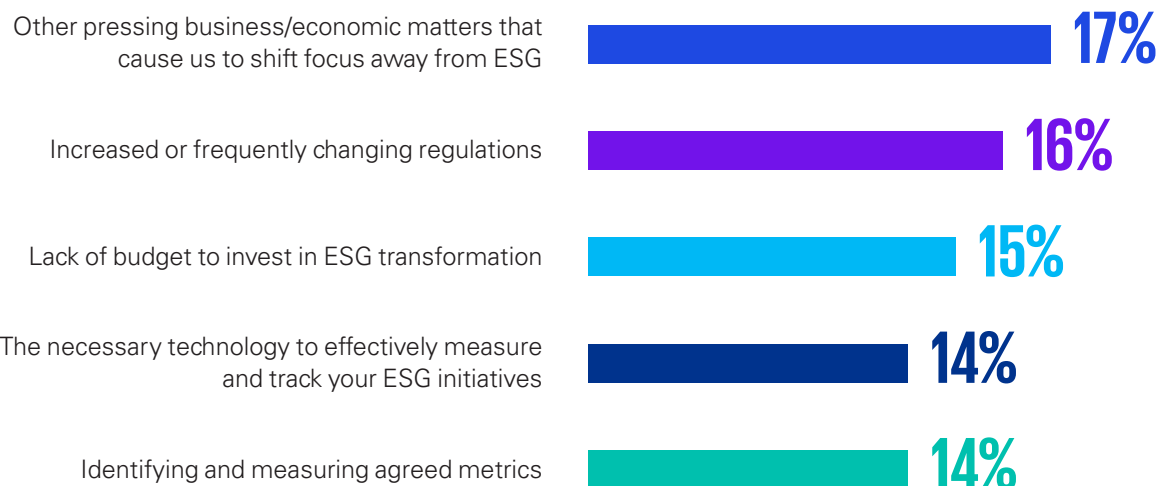 Other pressing business/economic matters that
cause us to shift focus away from ESG
17%
Increased or frequently changing regulations
16%
Lack of budget to invest in ESG transformation
15%
The necessary technology to effectively measure
and track your ESG initiatives
14%
Identifying and measuring agreed metrics
14%